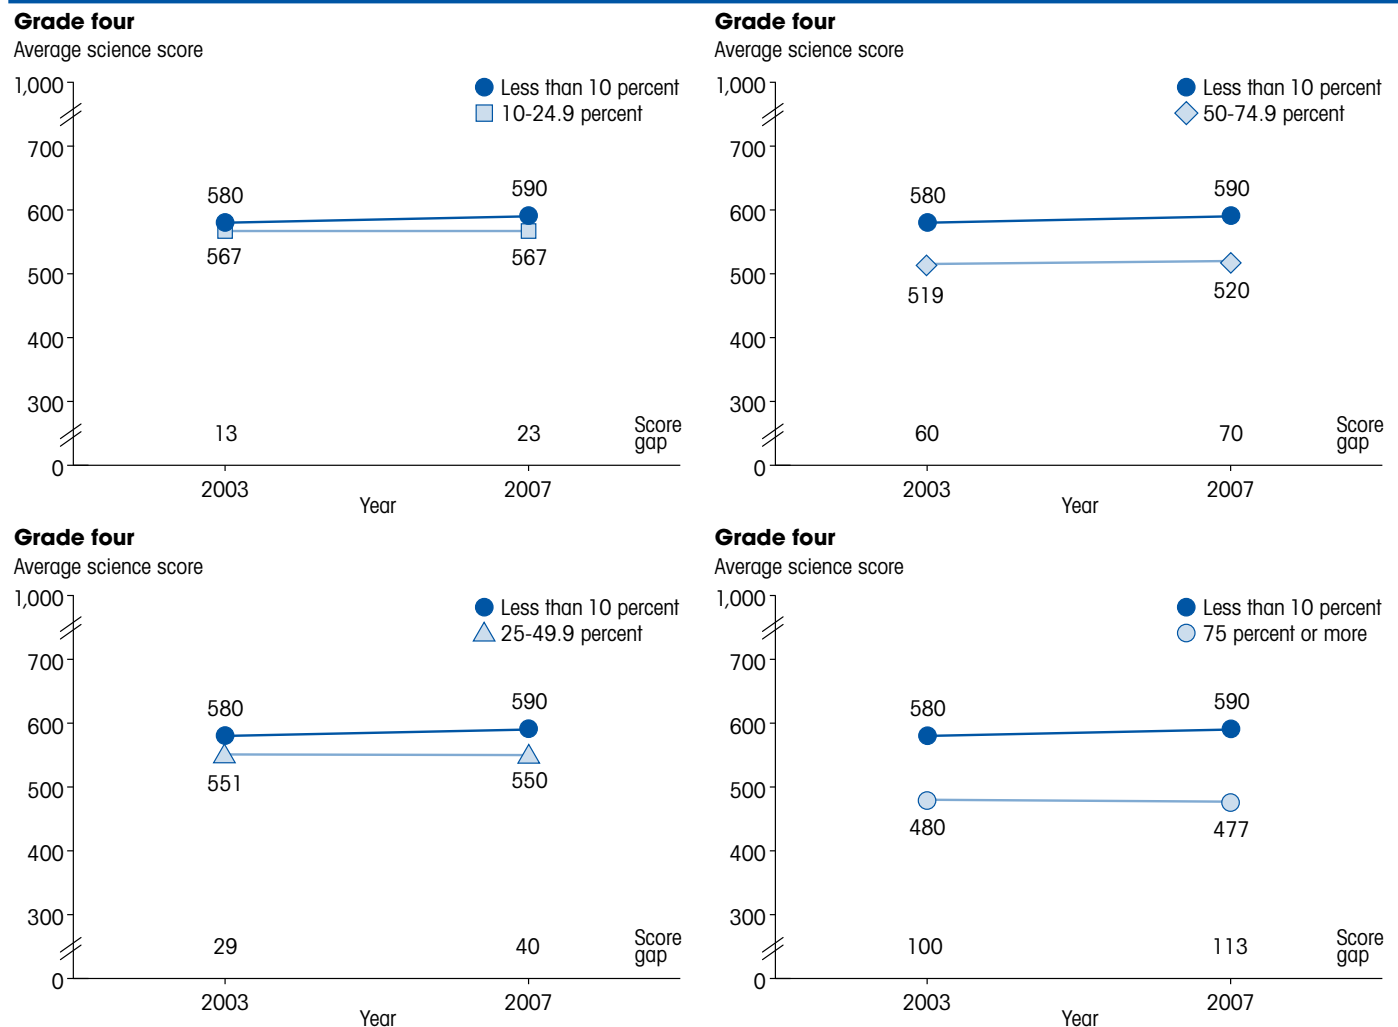 Grade four
Average science score
1,000
Less than 10 percent
10-24.9 percent
700
580
590
600
567
567
500
400
300
13
23
Score gap
0
2003
2007
Year
Grade four
Average science score
1,000
Less than 10 percent
50-74.9 percent
700
580
590
600
500
519
520
400
300
60
70
Score gap
0
2003
2007
Year
Grade four
Average science score
1,000
Less than 10 percent
25-49.9 percent
700
580
590
600
551
550
500
400
300
29
40
Score gap
0
2003
2007
Year
Grade four
Average science score
1,000
Less than 10 percent
75 percent or more
700
580
590
600
500
480
477
400
300
100
113
Score gap
0
2003
2007
Year